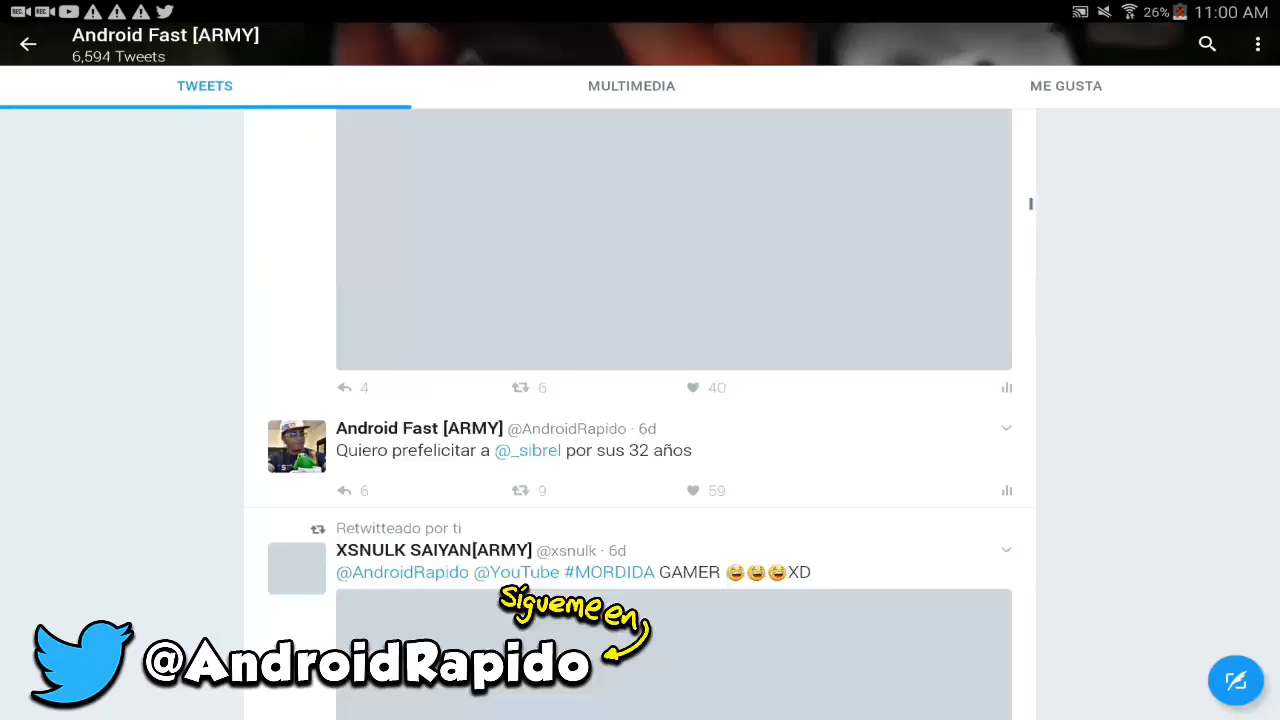 REC REC 26% 11:00 AM
Android Fast [ARMY]
6,594 Tweets
TWEETS MULTIMEDIA ME GUSTA
4 6 40
Android Fast [ARMY] @AndroidRapido · 6d
Quiero prefelicitar a @_sibrel por sus 32 años
6 9 59
Retwitteado por ti
XSNULK SAIYAN[ARMY] @xsnulk · 6d
@AndroidRapido @YouTube #MORDIDA GAMER 😂😂😂XD
Sígueme en
@AndroidRapido